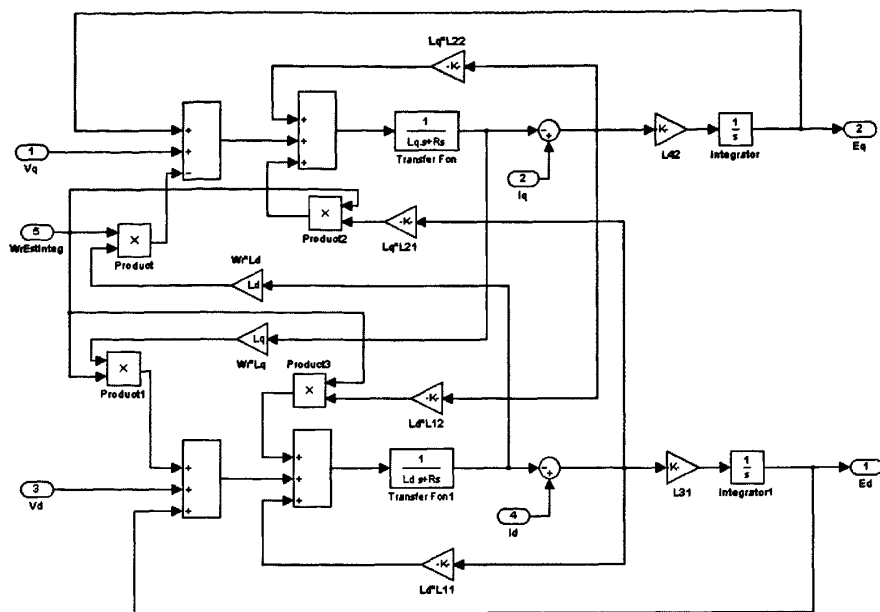 Lq*L22
-K-
+
+
+
1
Lq.s+Rs
Transfer Fcn
-
+
K-
L42
1
s
Integrator
2
Eq
+
+
-
1
Vq
2
Iq
×
Product2
-K-
Lq*L21
5
WrEstInteg
×
Product
Wr*Ld
Ld
Lq
Wr*Lq
×
Product1
Product3
×
-K-
Ld*L12
+
+
+
+
+
+
1
Ld.s+Rs
Transfer Fcn1
-
+
K-
L31
1
s
Integrator1
1
Ed
3
Vd
4
Id
-K-
Ld*L11